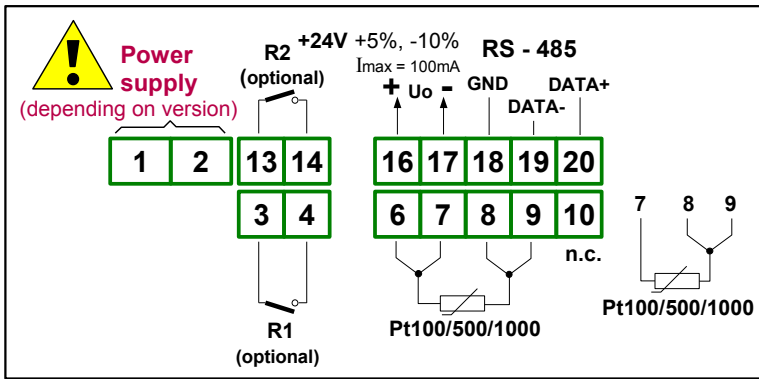 Power
supply
(depending on version)
R2
(optional)
+24V +5%, -10%
Imax = 100mA
+ Uo -
RS - 485
GND
DATA-
DATA+
1 2 13 14 16 17 18 19 20
3 4 6 7 8 9 10
n.c.
R1
(optional)
Pt100/500/1000
7 8 9
Pt100/500/1000